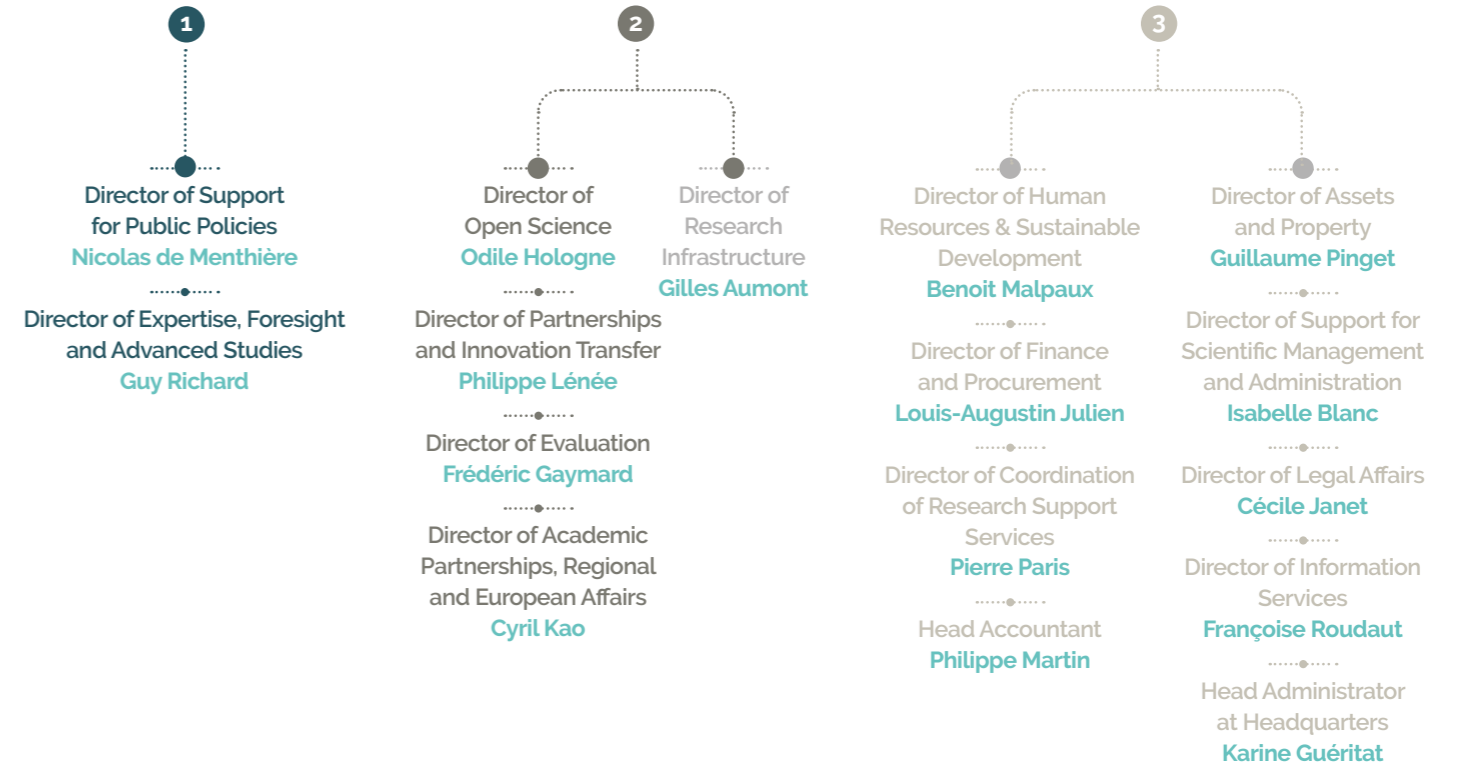 1
Director of Support
for Public Policies
Nicolas de Menthière
Director of Expertise, Foresight
and Advanced Studies
Guy Richard
2
Director of
Open Science
Odile Hologne
Director of Partnerships
and Innovation Transfer
Philippe Lénée
Director of Evaluation
Frédéric Gaymard
Director of Academic
Partnerships, Regional
and European Affairs
Cyril Kao
Director of
Research
Infrastructure
Gilles Aumont
3
Director of Human
Resources & Sustainable
Development
Benoit Malpaux
Director of Finance
and Procurement
Louis-Augustin Julien
Director of Coordination
of Research Support
Services
Pierre Paris
Head Accountant
Philippe Martin
Director of Assets
and Property
Guillaume Pinget
Director of Support for
Scientific Management
and Administration
Isabelle Blanc
Director of Legal Affairs
Cécile Janet
Director of Information
Services
Françoise Roudaut
Head Administrator
at Headquarters
Karine Guéritat